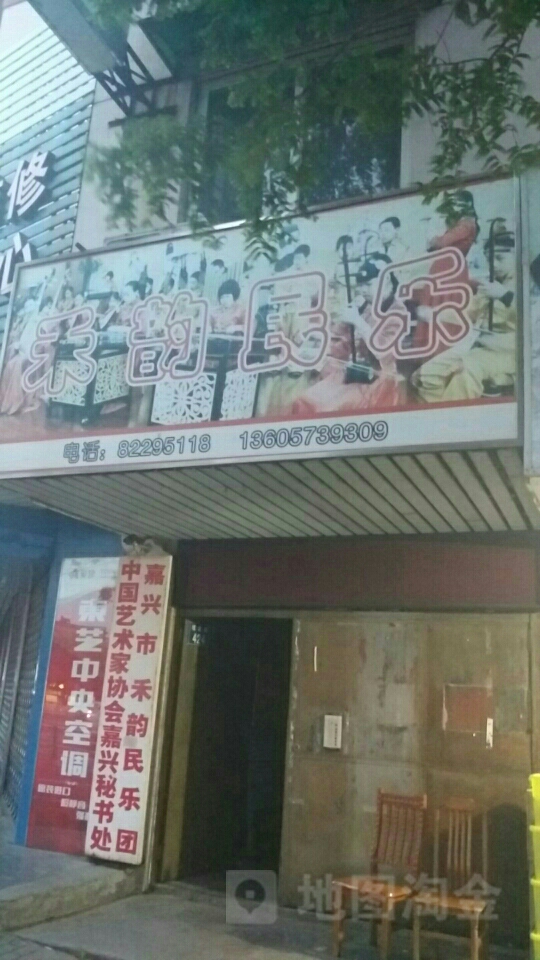 修
心
禾韵民乐
电话：82295118 13605739309
嘉兴市禾韵民乐团
中国艺术家协会嘉兴秘书处
中央空调
地图淘金